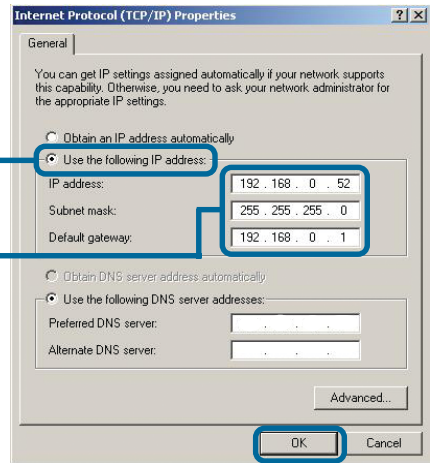 Internet Protocol (TCP/IP) Properties
General
You can get IP settings assigned automatically if your network supports
this capability. Otherwise, you need to ask your network administrator for
the appropriate IP settings.
Obtain an IP address automatically
Use the following IP address:
IP address: 192 . 168 . 0 . 52
Subnet mask: 255 . 255 . 255 . 0
Default gateway: 192 . 168 . 0 . 1
Obtain DNS server address automatically
Use the following DNS server addresses:
Preferred DNS server: . . .
Alternate DNS server: . . .
Advanced...
OK Cancel